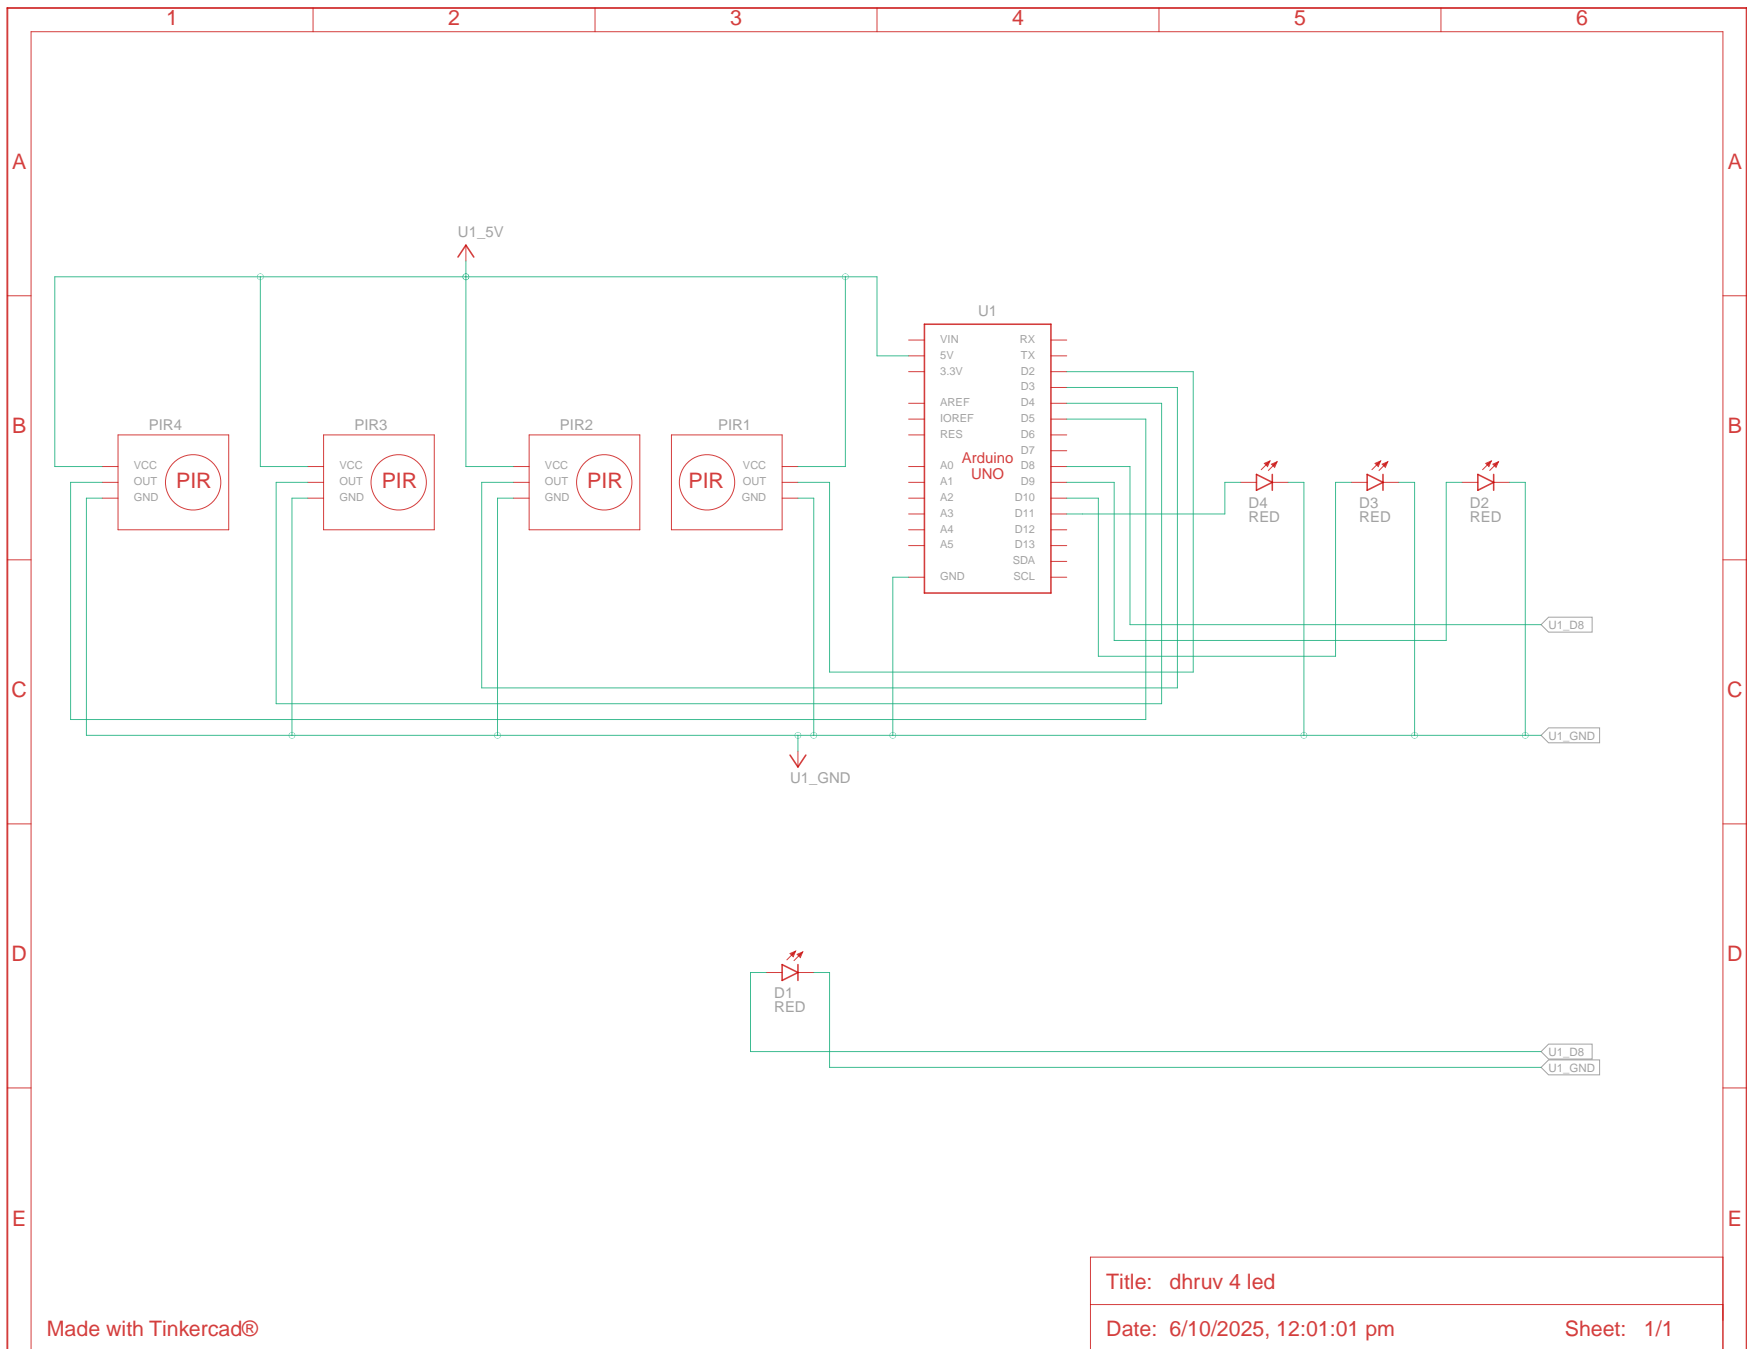 1 2 3 4 5 6
A A
U1_5V
B B
U1
VIN RX
5V TX
3.3V D2
D3
AREF D4
IOREF D5
RES D6
D7
A0 D8
A1 D9
A2 D10
A3 D11
A4 D12
A5 D13
SDA
GND SCL
Arduino
UNO
PIR4 PIR3 PIR2 PIR1
VCC VCC VCC VCC
OUT OUT OUT OUT
GND GND GND GND
PIR PIR PIR PIR
D4 D3 D2
RED RED RED
U1_D8
C C
U1_GND
U1_GND
D D
D1
RED
U1_D8
U1_GND
E E
Title: dhruv 4 led
Made with Tinkercad®
Date: 6/10/2025, 12:01:01 pm Sheet: 1/1